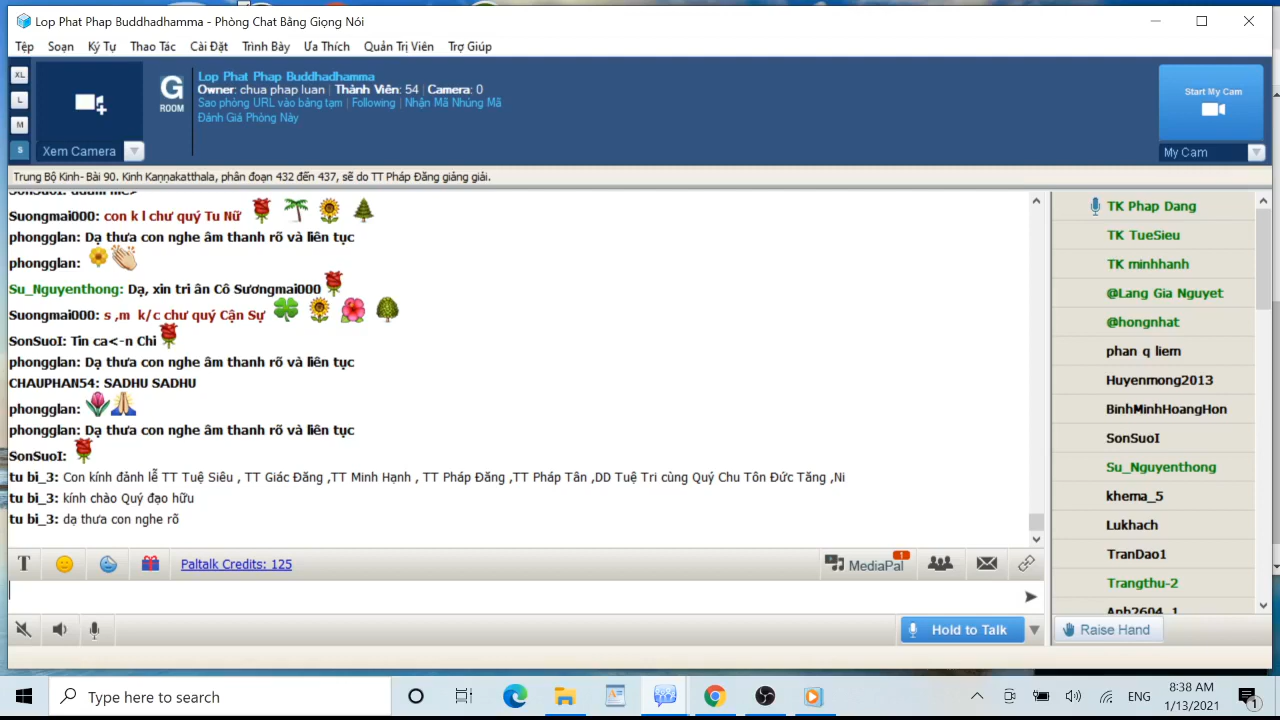 Lop Phat Phap Buddhadhamma - Phòng Chat Bằng Giọng Nói
Tệp Soạn Ký Tự Thao Tác Cài Đặt Trình Bày Ưa Thích Quản Trị Viên Trợ Giúp
XL
L
M
S
Xem Camera
G
ROOM
Lop Phat Phap Buddhadhamma
Owner: chua phap luan | Thành Viên: 54 | Camera: 0
Sao phòng URL vào bảng tạm | Following | Nhận Mã Nhúng Mã
Đánh Giá Phòng Này
Start My Cam
My Cam
Trung Bộ Kinh- Bài 90. Kinh Kaṇṇakatthala, phân đoạn 432 đến 437, sẽ do TT Pháp Đăng giảng giải.
Suongmai000: con k l chư quý Tu Nữ
phongglan: Dạ thưa con nghe âm thanh rõ và liên tục
phongglan:
Su_Nguyenthong: Dạ, xin tri ân Cô Sươngmai000
Suongmai000: s ,m k/c chư quý Cận Sự
SonSuoI: Tin ca<-n Chi
phongglan: Dạ thưa con nghe âm thanh rõ và liên tục
CHAUPHAN54: SADHU SADHU
phongglan:
phongglan: Dạ thưa con nghe âm thanh rõ và liên tục
SonSuoI:
tu bi_3: Con kính đảnh lễ TT Tuệ Siêu , TT Giác Đẳng ,TT Minh Hạnh , TT Pháp Đăng ,TT Pháp Tân ,DD Tuệ Tri cùng Quý Chu Tôn Đức Tăng ,Ni
tu bi_3: kính chào Quý đạo hữu
tu bi_3: dạ thưa con nghe rõ
TK Phap Dang
TK TueSieu
TK minhhanh
@Lang Gia Nguyet
@hongnhat
phan q liem
Huyenmong2013
BinhMinhHoangHon
SonSuoI
Su_Nguyenthong
khema_5
Lukhach
TranDao1
Trangthu-2
Anh2604_1
T Paltalk Credits: 125 MediaPal 1
Hold to Talk
Raise Hand
Type here to search
ENG
8:38 AM
1/13/2021
1